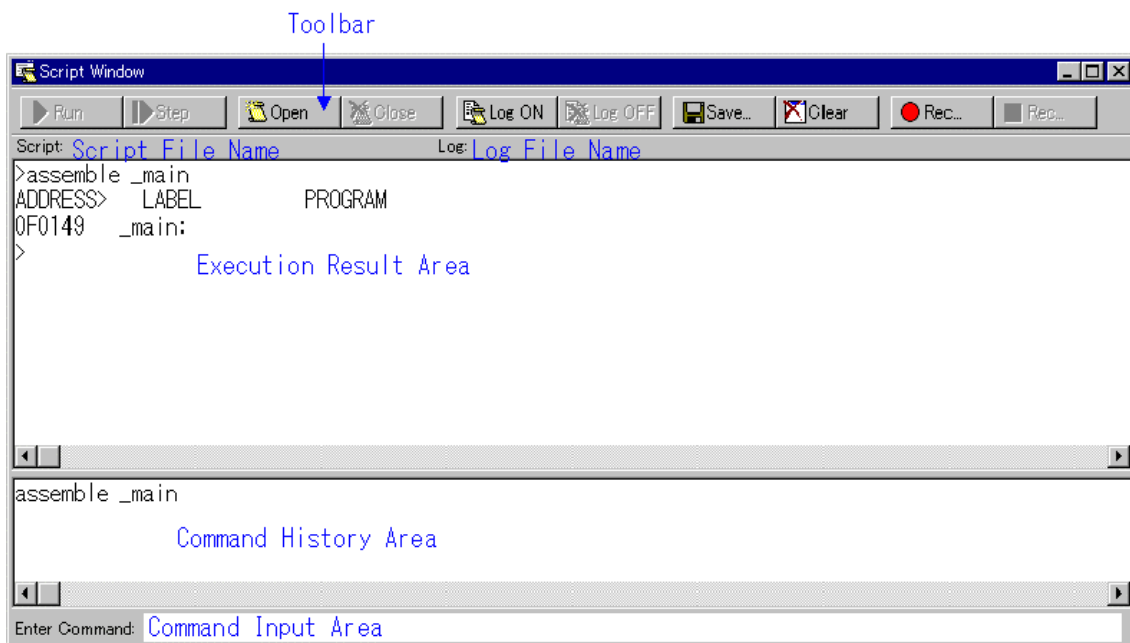 Toolbar
Script Window
Run Step Open Close Log ON Log OFF Save... Clear Rec... Rec...
Script: Script File Name Log: Log File Name
>assemble _main
ADDRESS> LABEL PROGRAM
0F0149 _main:
>
Execution Result Area
assemble _main
Command History Area
Enter Command: Command Input Area